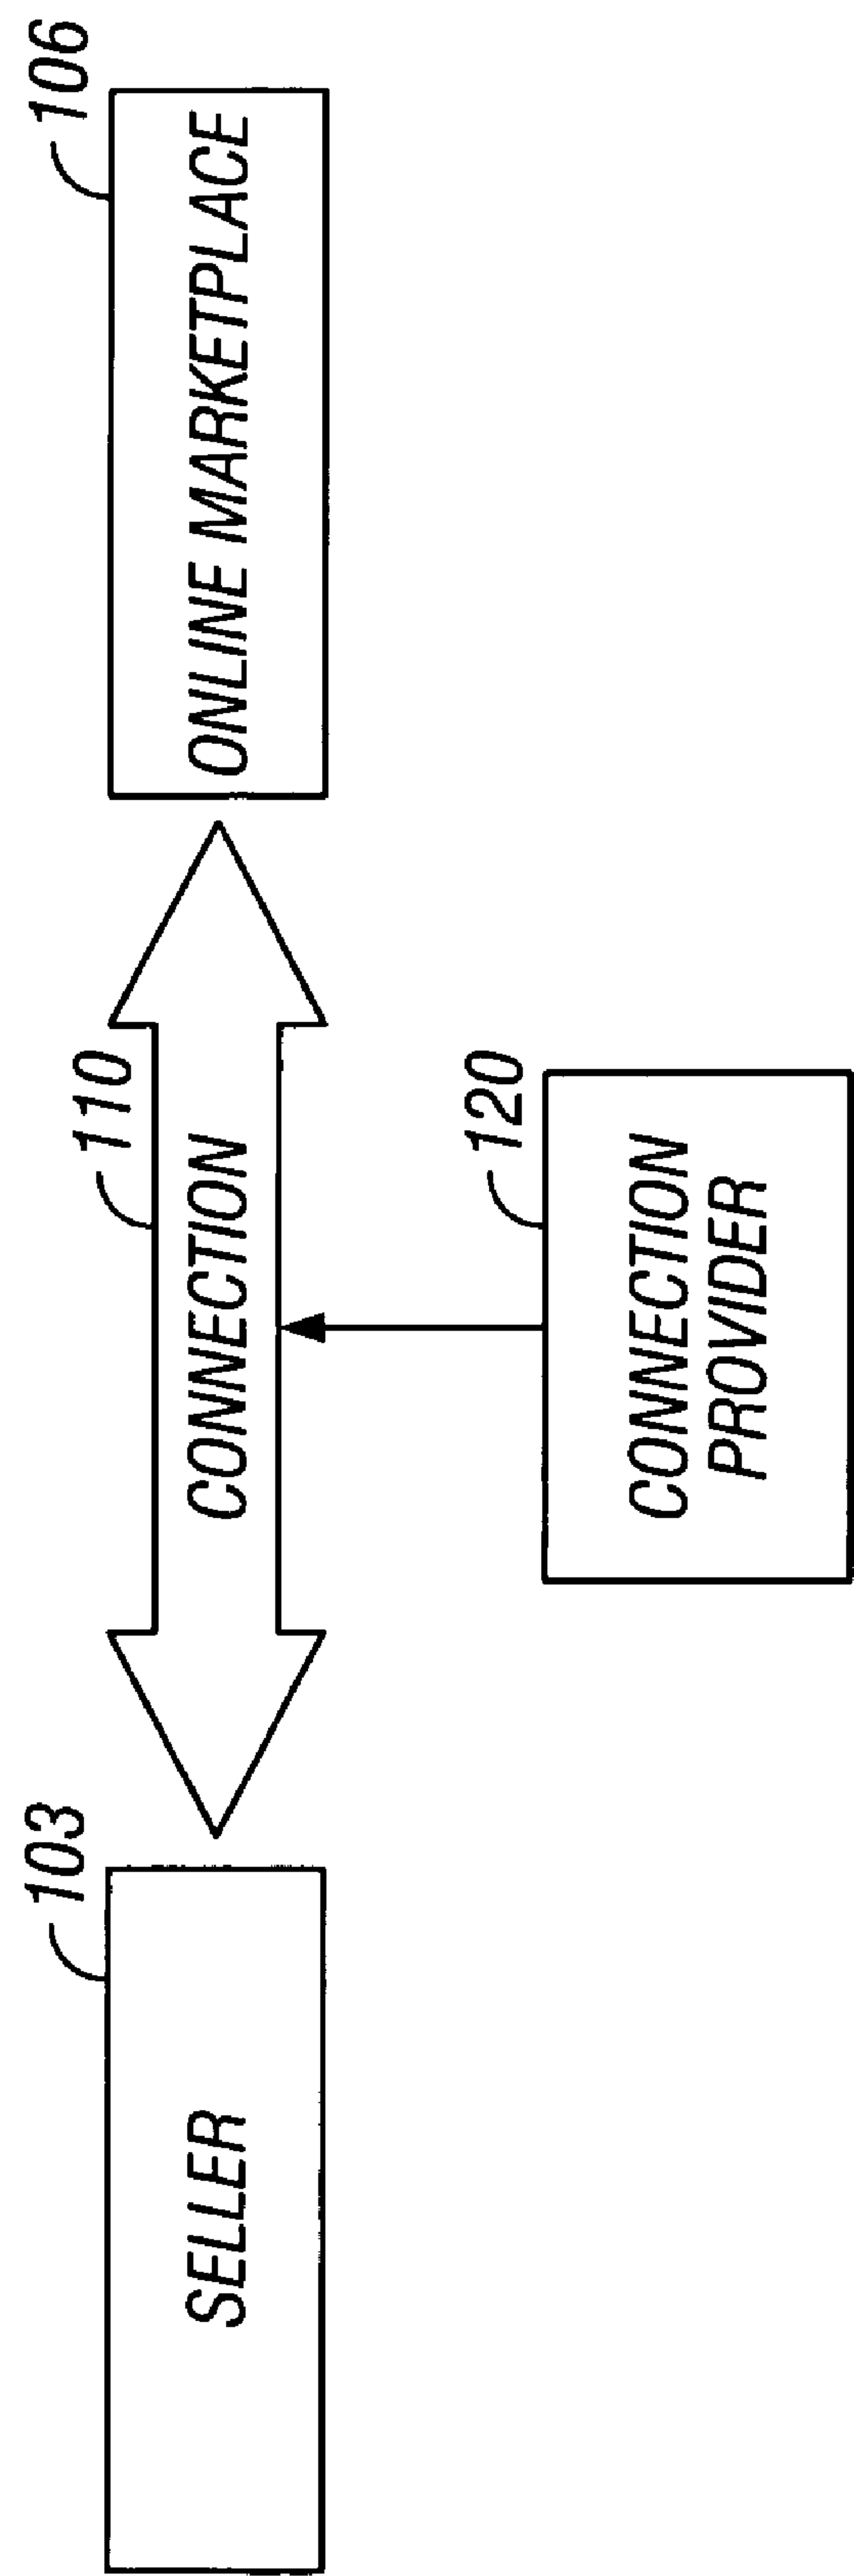 103
SELLER
110
CONNECTION
106
ONLINE MARKETPLACE
120
CONNECTION
PROVIDER